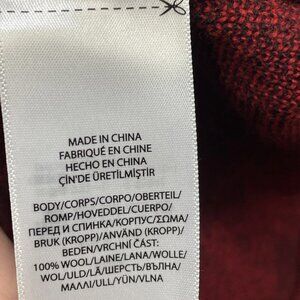 MADE IN CHINA
FABRIQUÉ EN CHINE
HECHO EN CHINA
ÇİN'DE ÜRETİLMİŞTİR
BODY/CORPS/CORPO/OBERTEIL/
ROMP/HOVEDDEL/CUERPO/
ПЕРЕД И СПИНКА/КОРПУС/ΣΩΜΑ/
BRUK (KROPP)/ANVÄND (KROPP)/
BEDEN/VRCHNÍ ČÁST:
100% WOOL/LAINE/LANA/WOLLE/
WOL/ULD/LÃ/ШЕРСТЬ/ВЪЛНА/
ΜΑΛΛΙ/ULL/YÜN/VLNA